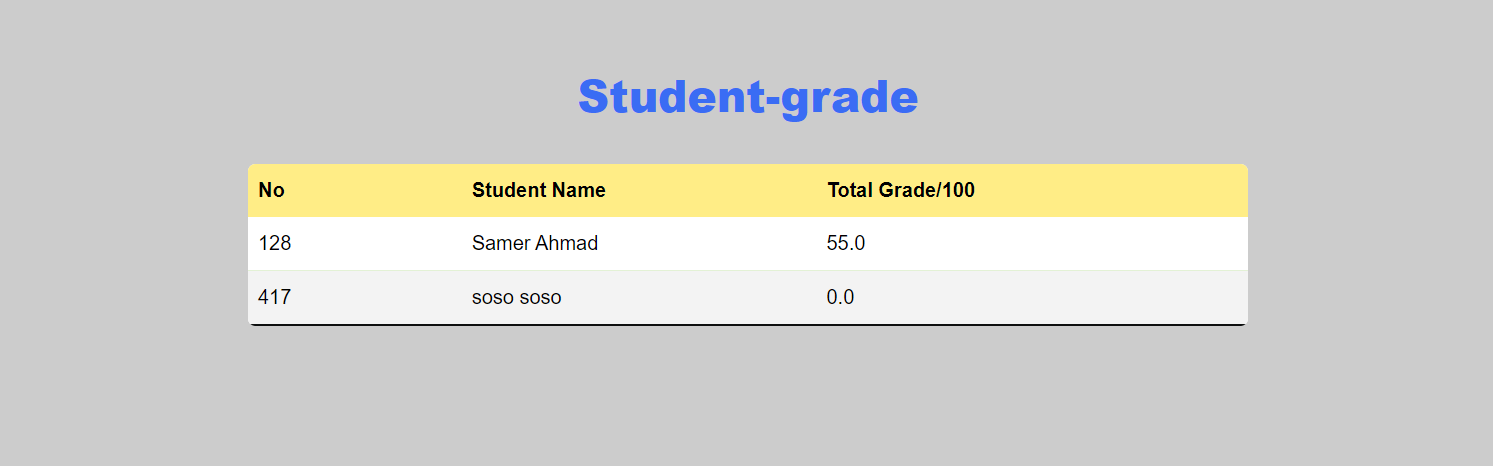 Student-grade
No Student Name Total Grade/100
128 Samer Ahmad 55.0
417 soso soso 0.0